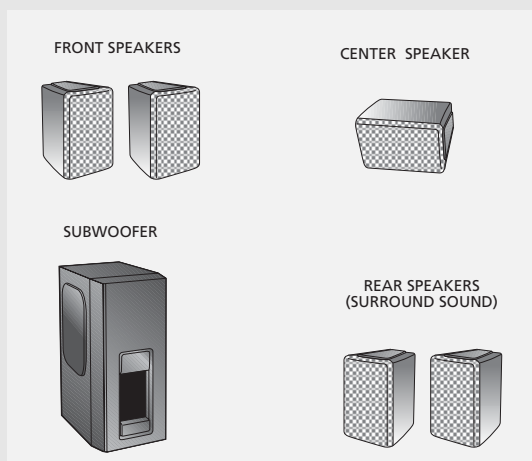 FRONT SPEAKERS
CENTER SPEAKER
SUBWOOFER
REAR SPEAKERS
(SURROUND SOUND)